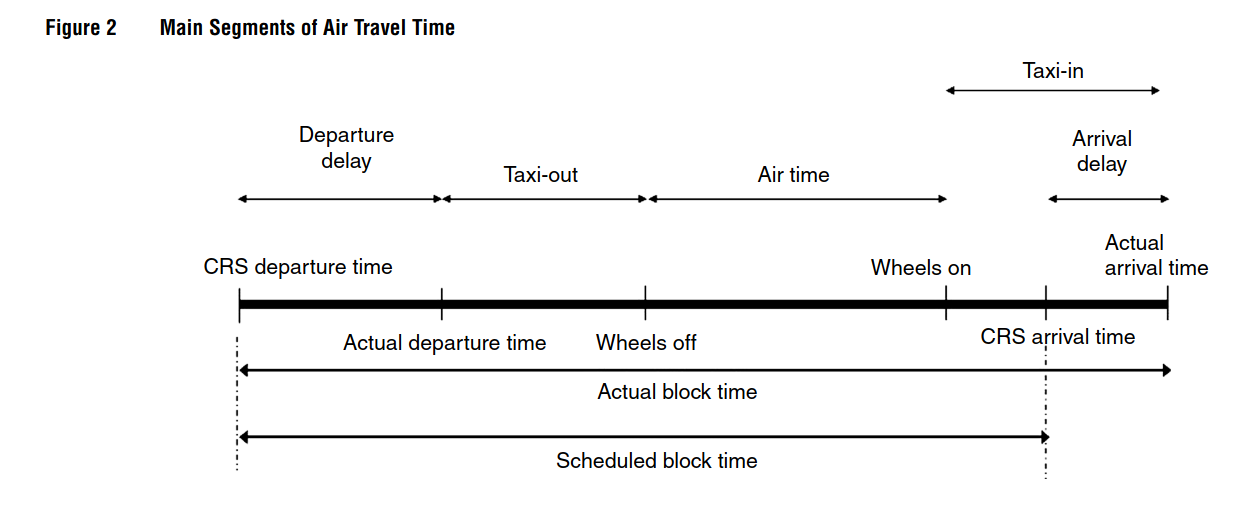 Figure 2 Main Segments of Air Travel Time
Taxi-in
Departure
delay
Taxi-out
Air time
Arrival
delay
CRS departure time
Wheels on
Actual
arrival time
Actual departure time
Wheels off
CRS arrival time
Actual block time
Scheduled block time